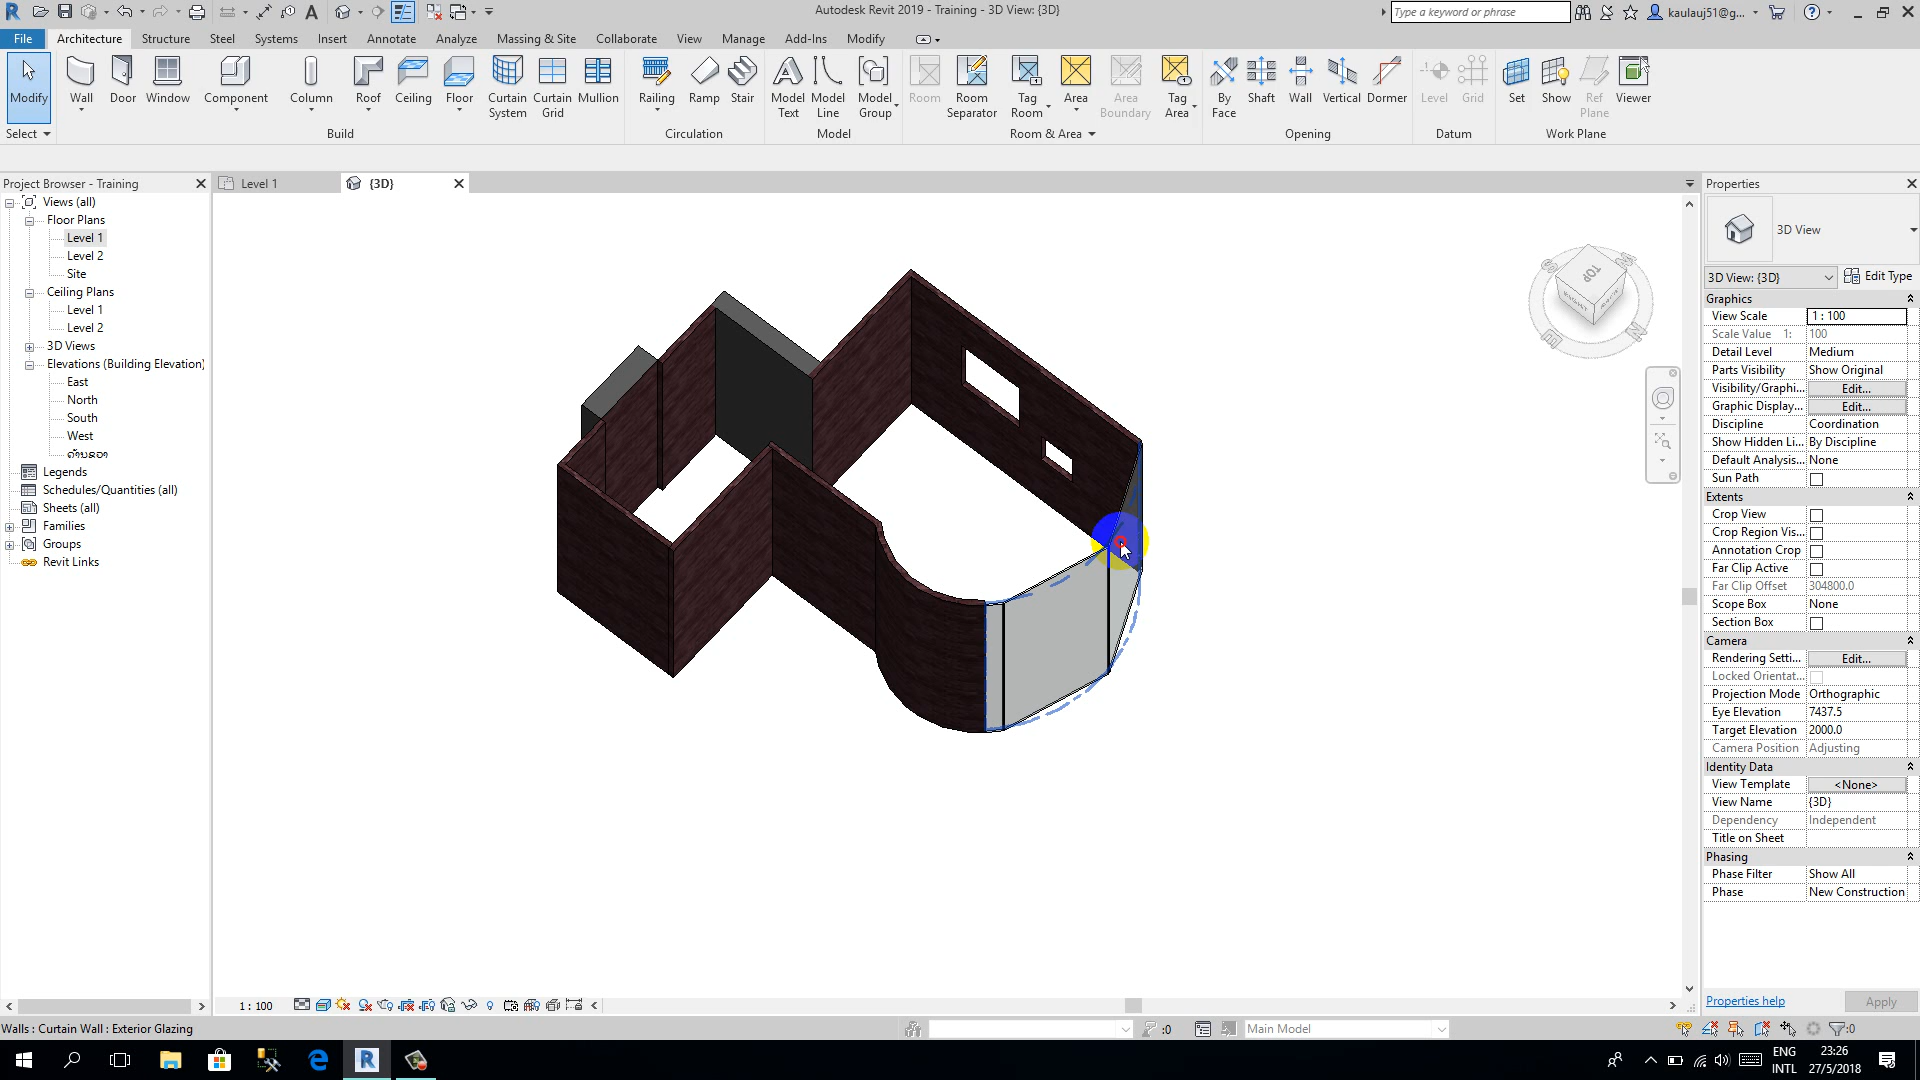 Autodesk Revit 2019 - Training - 3D View: {3D}
Type a keyword or phrase
kaulauj51@g...
File Architecture Structure Steel Systems Insert Annotate Analyze Massing & Site Collaborate View Manage Add-Ins Modify
Modify Wall Door Window Component Column Roof Ceiling Floor Curtain System Curtain Grid Mullion Railing Ramp Stair Model Text Model Line Model Group Room Room Separator Tag Room Area Area Boundary Tag Area By Face Shaft Wall Vertical Dormer Level Grid Set Show Ref Plane Viewer
Select Build Circulation Model Room & Area Opening Datum Work Plane
Project Browser - Training
Level 1
{3D}
Properties
Views (all)
Floor Plans
Level 1
Level 2
Site
Ceiling Plans
Level 1
Level 2
3D Views
Elevations (Building Elevation)
East
North
South
West
Legends
Schedules/Quantities (all)
Sheets (all)
Families
Groups
Revit Links
TOP
3D View
3D View: {3D} Edit Type
Graphics
View Scale 1 : 100
Scale Value 1: 100
Detail Level Medium
Parts Visibility Show Original
Visibility/Graphi... Edit...
Graphic Display... Edit...
Discipline Coordination
Show Hidden Li... By Discipline
Default Analysis... None
Sun Path
Extents
Crop View
Crop Region Vis...
Annotation Crop
Far Clip Active
Far Clip Offset 304800.0
Scope Box None
Section Box
Camera
Rendering Setti... Edit...
Locked Orientat...
Projection Mode Orthographic
Eye Elevation 7437.5
Target Elevation 2000.0
Camera Position Adjusting
Identity Data
View Template <None>
View Name {3D}
Dependency Independent
Title on Sheet
Phasing
Phase Filter Show All
Phase New Construction
Properties help Apply
1 : 100
Walls : Curtain Wall : Exterior Glazing
:0
Main Model
:0
ENG
INTL
23:26
27/5/2018